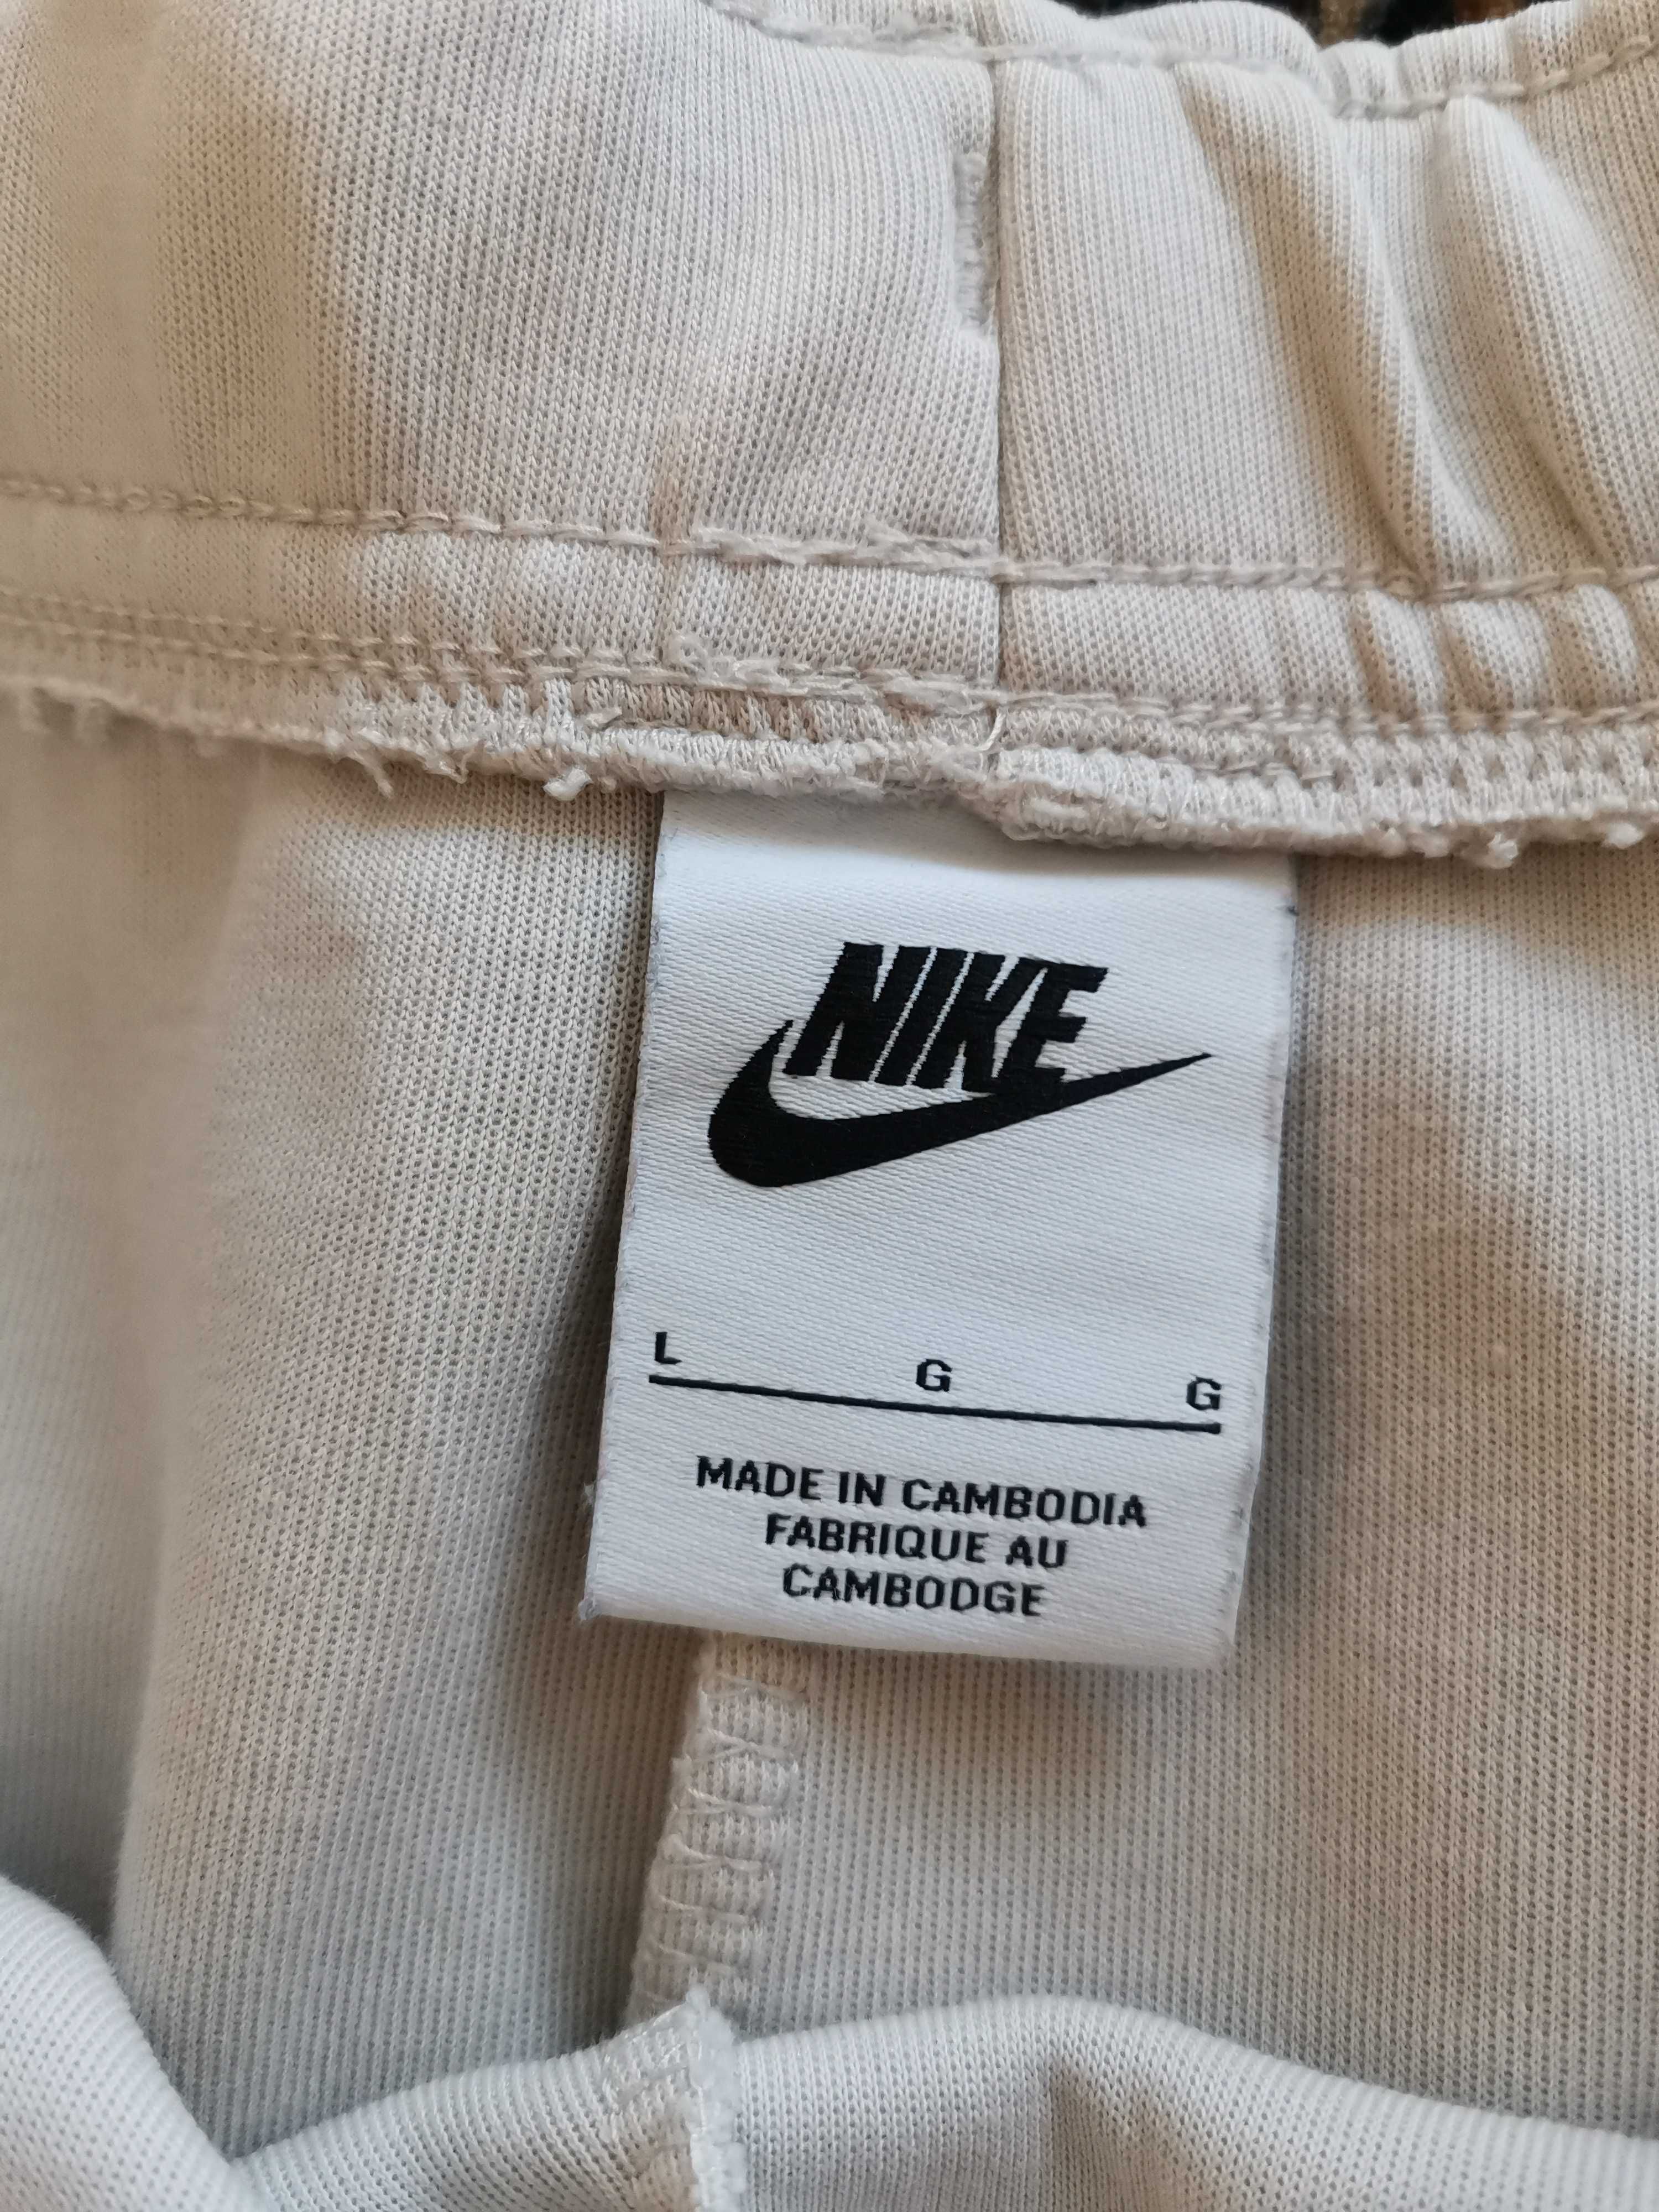 NIKE
L G G
MADE IN CAMBODIA
FABRIQUE AU
CAMBODGE